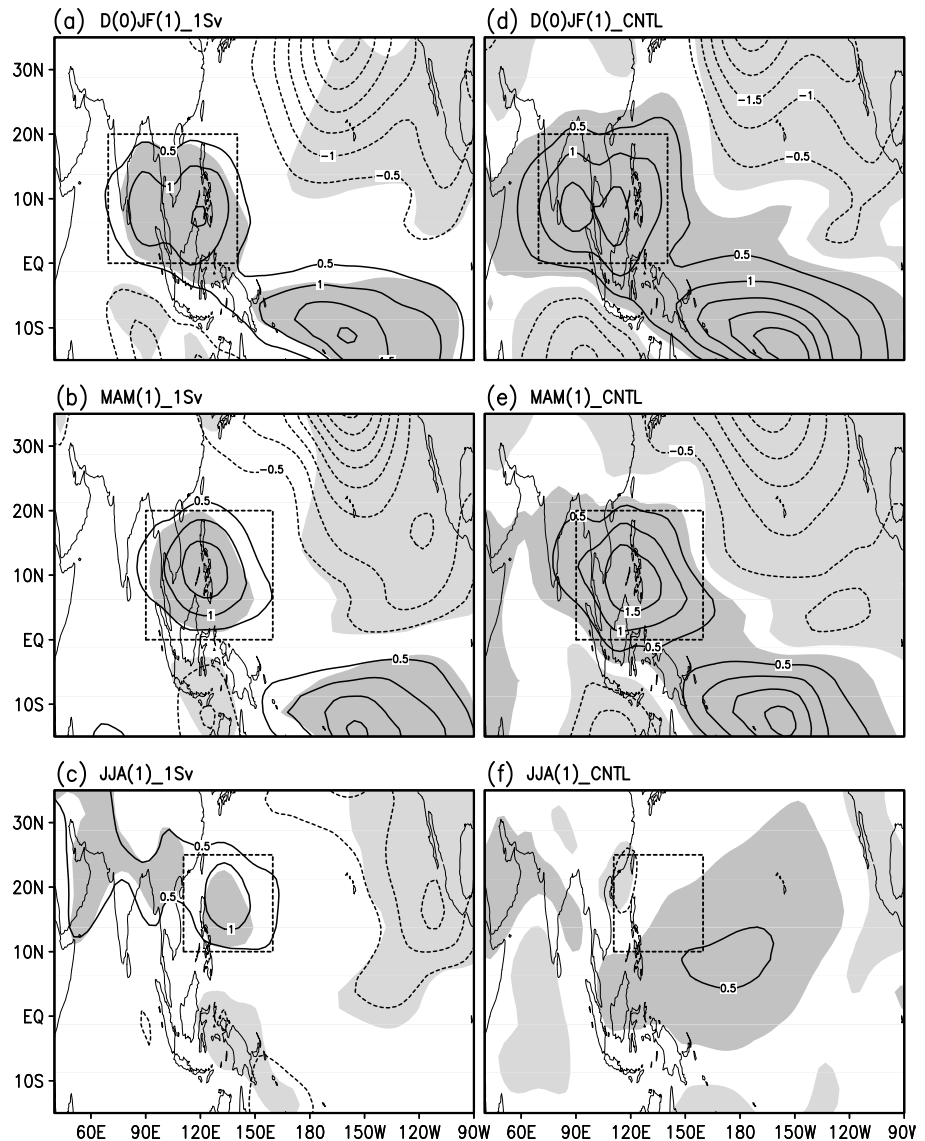 (a) D(0)JF(1)_1Sv
(d) D(0)JF(1)_CNTL
30N
20N
10N
EQ
10S
0.5
1
-1
-0.5
0.5
1
0.5
1
-1.5
-1
-0.5
0.5
1
(b) MAM(1)_1Sv
(e) MAM(1)_CNTL
30N
20N
10N
EQ
10S
-0.5
0.5
1
0.5
-0.5
0.5
1.5
1
0.5
0.5
(c) JJA(1)_1Sv
(f) JJA(1)_CNTL
30N
20N
10N
EQ
10S
0.5
0.5
1
0.5
60E 90E 120E 150E 180 150W 120W 90W
60E 90E 120E 150E 180 150W 120W 90W